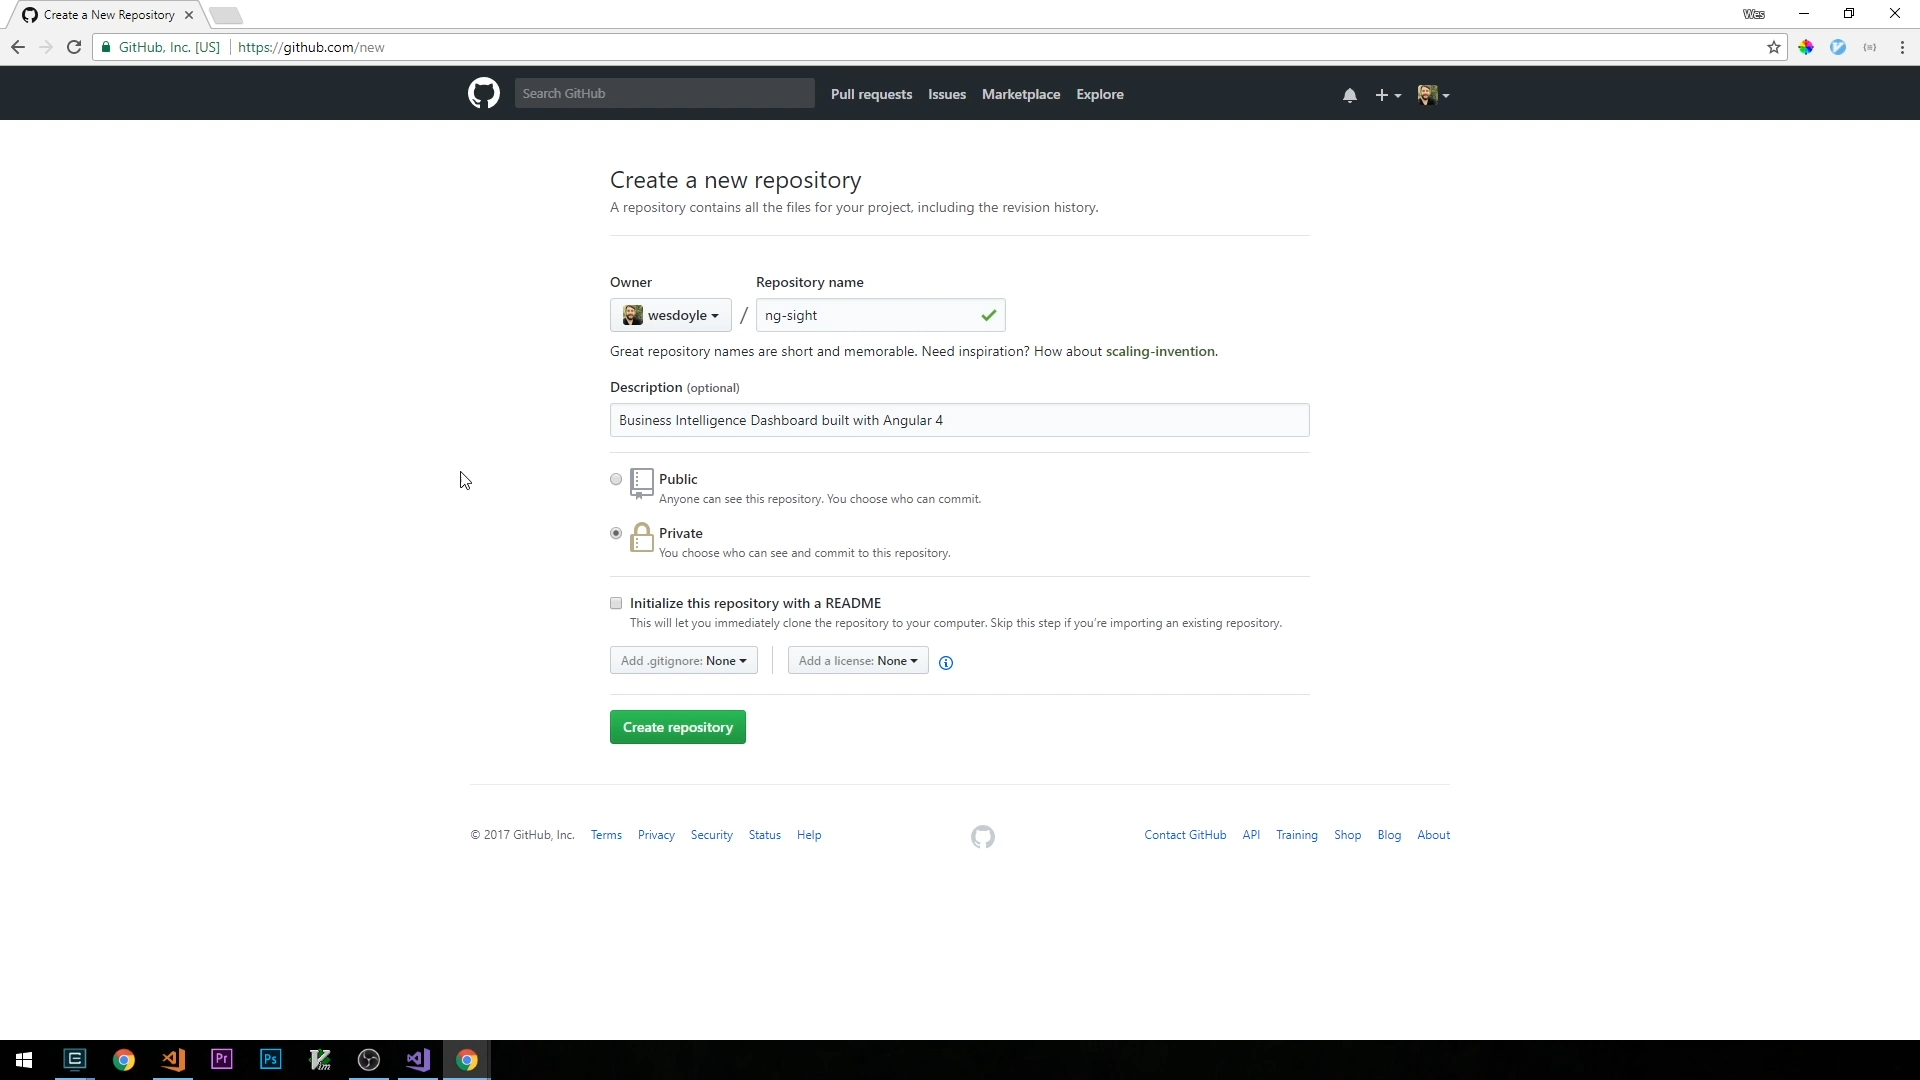 Create a New Repository
Wes
GitHub, Inc. [US]
https://github.com/new
Search GitHub
Pull requests
Issues
Marketplace
Explore
Create a new repository
A repository contains all the files for your project, including the revision history.
Owner
Repository name
wesdoyle
/
ng-sight
Great repository names are short and memorable. Need inspiration? How about scaling-invention.
Description (optional)
Business Intelligence Dashboard built with Angular 4
Public
Anyone can see this repository. You choose who can commit.
Private
You choose who can see and commit to this repository.
Initialize this repository with a README
This will let you immediately clone the repository to your computer. Skip this step if you're importing an existing repository.
Add .gitignore: None
Add a license: None
Create repository
© 2017 GitHub, Inc.
Terms
Privacy
Security
Status
Help
Contact GitHub
API
Training
Shop
Blog
About
Pr
Ps
Vim